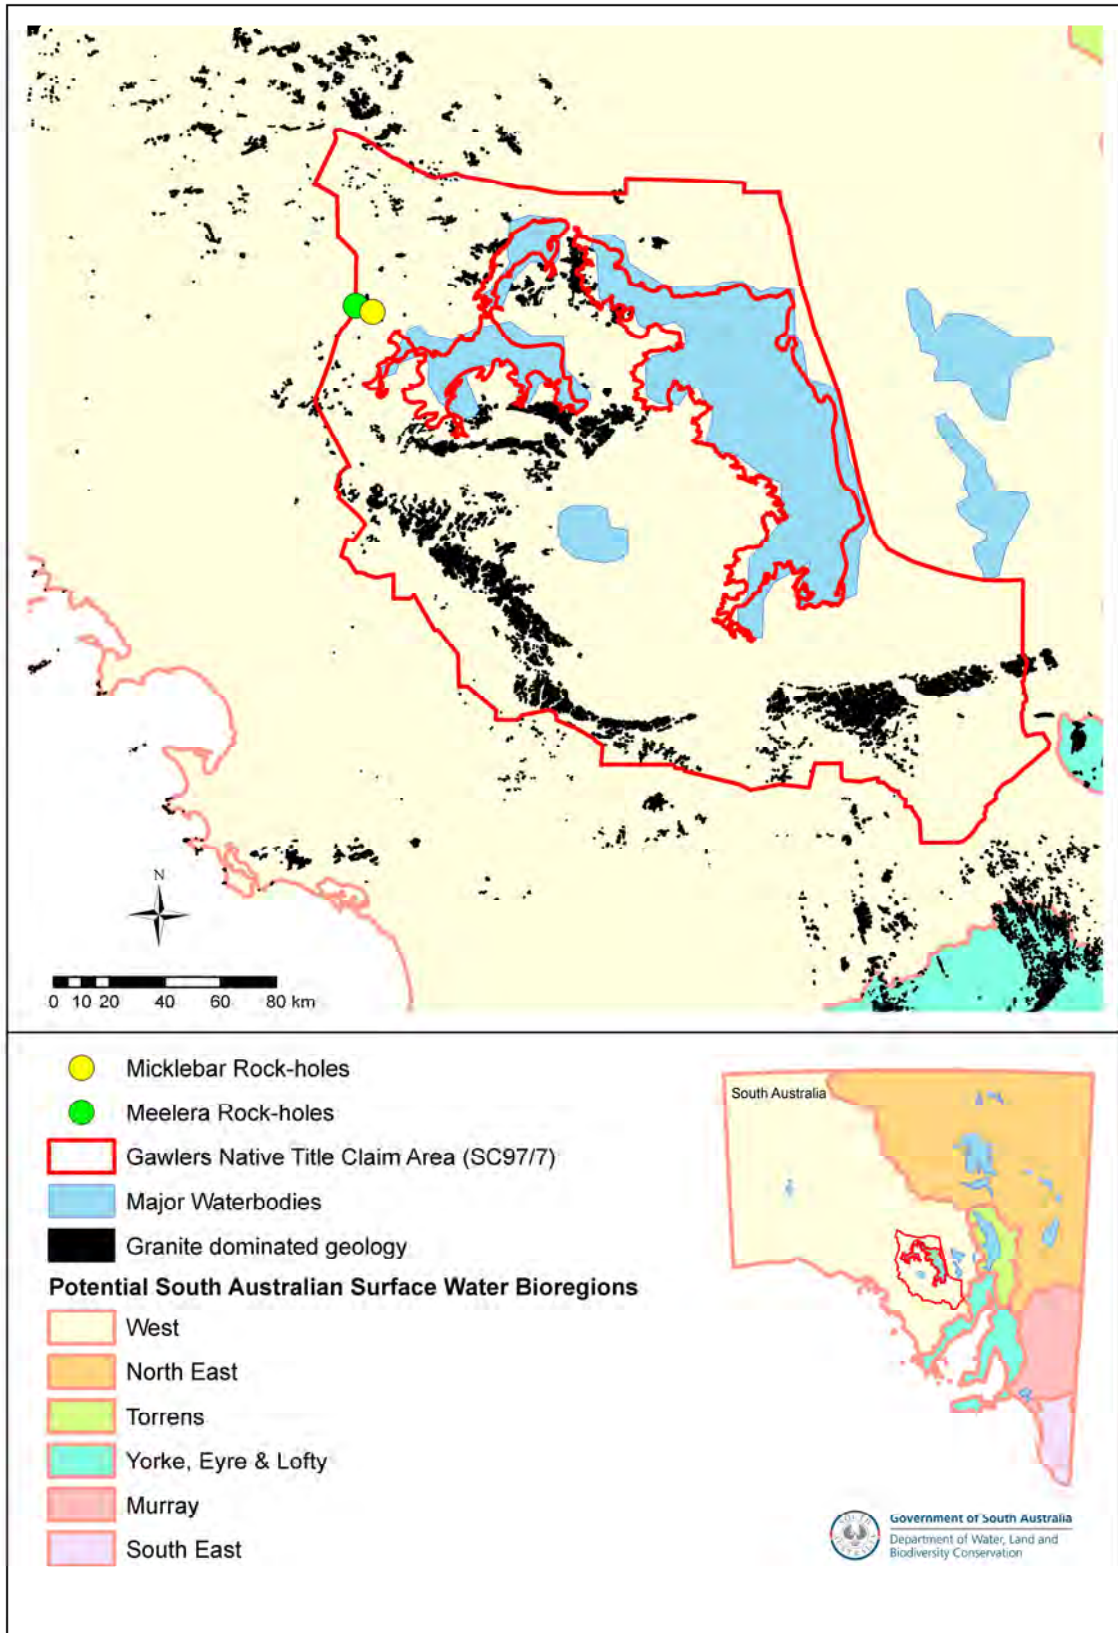 N
0 10 20 40 60 80 km
Micklebar Rock-holes
Meelera Rock-holes
Gawlers Native Title Claim Area (SC97/7)
Major Waterbodies
Granite dominated geology
Potential South Australian Surface Water Bioregions
West
North East
Torrens
Yorke, Eyre & Lofty
Murray
South East
South Australia
Government of South Australia
Department of Water, Land and
Biodiversity Conservation